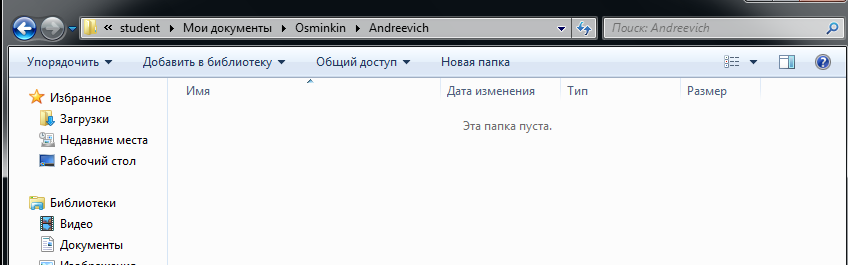 « student ▸ Мои документы ▸ Osminkin ▸ Andreevich
Поиск: Andreevich
Упорядочить Добавить в библиотеку Общий доступ Новая папка
Избранное
Загрузки
Недавние места
Рабочий стол
Библиотеки
Видео
Документы
Изображения
Имя Дата изменения Тип Размер
Эта папка пуста.